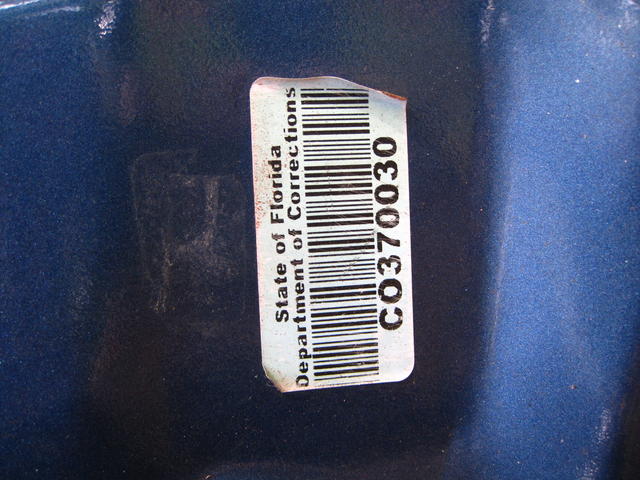 State of Florida
Department of Corrections
CO370030